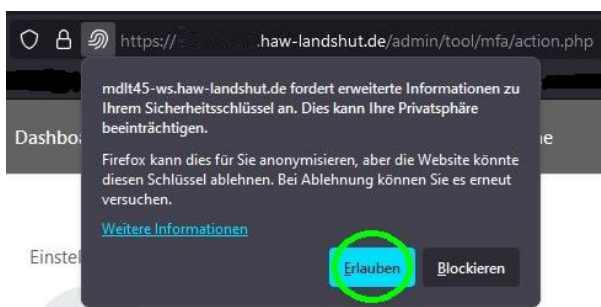 https:// .haw-landshut.de/admin/tool/mfa/action.php
mdlt45-ws.haw-landshut.de fordert erweiterte Informationen zu
Ihrem Sicherheitsschlüssel an. Dies kann Ihre Privatsphäre
beeinträchtigen.
Firefox kann dies für Sie anonymisieren, aber die Website könnte
diesen Schlüssel ablehnen. Bei Ablehnung können Sie es erneut
versuchen.
Weitere Informationen
Erlauben Blockieren